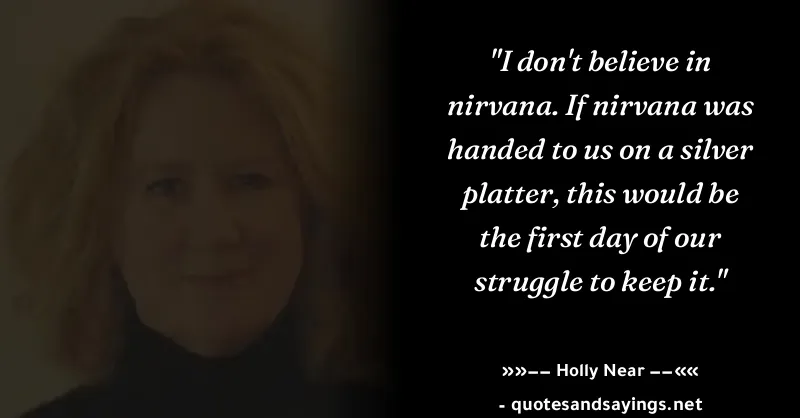 "I don't believe in
nirvana. If nirvana was
handed to us on a silver
platter, this would be
the first day of our
struggle to keep it."
»»−− Holly Near −−««
- quotesandsayings.net